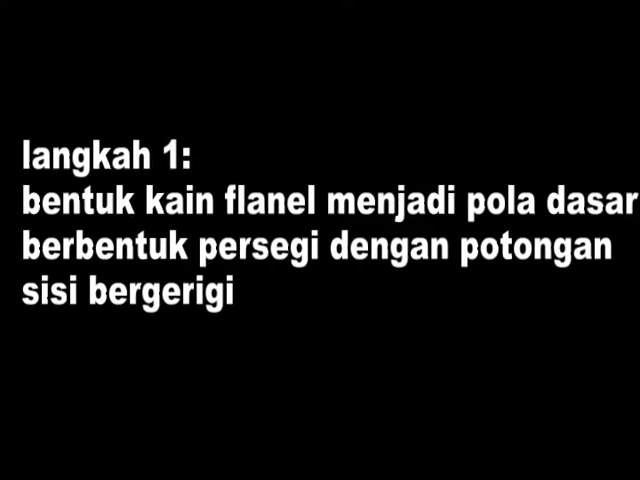 langkah 1:
bentuk kain flanel menjadi pola dasar
berbentuk persegi dengan potongan
sisi bergerigi